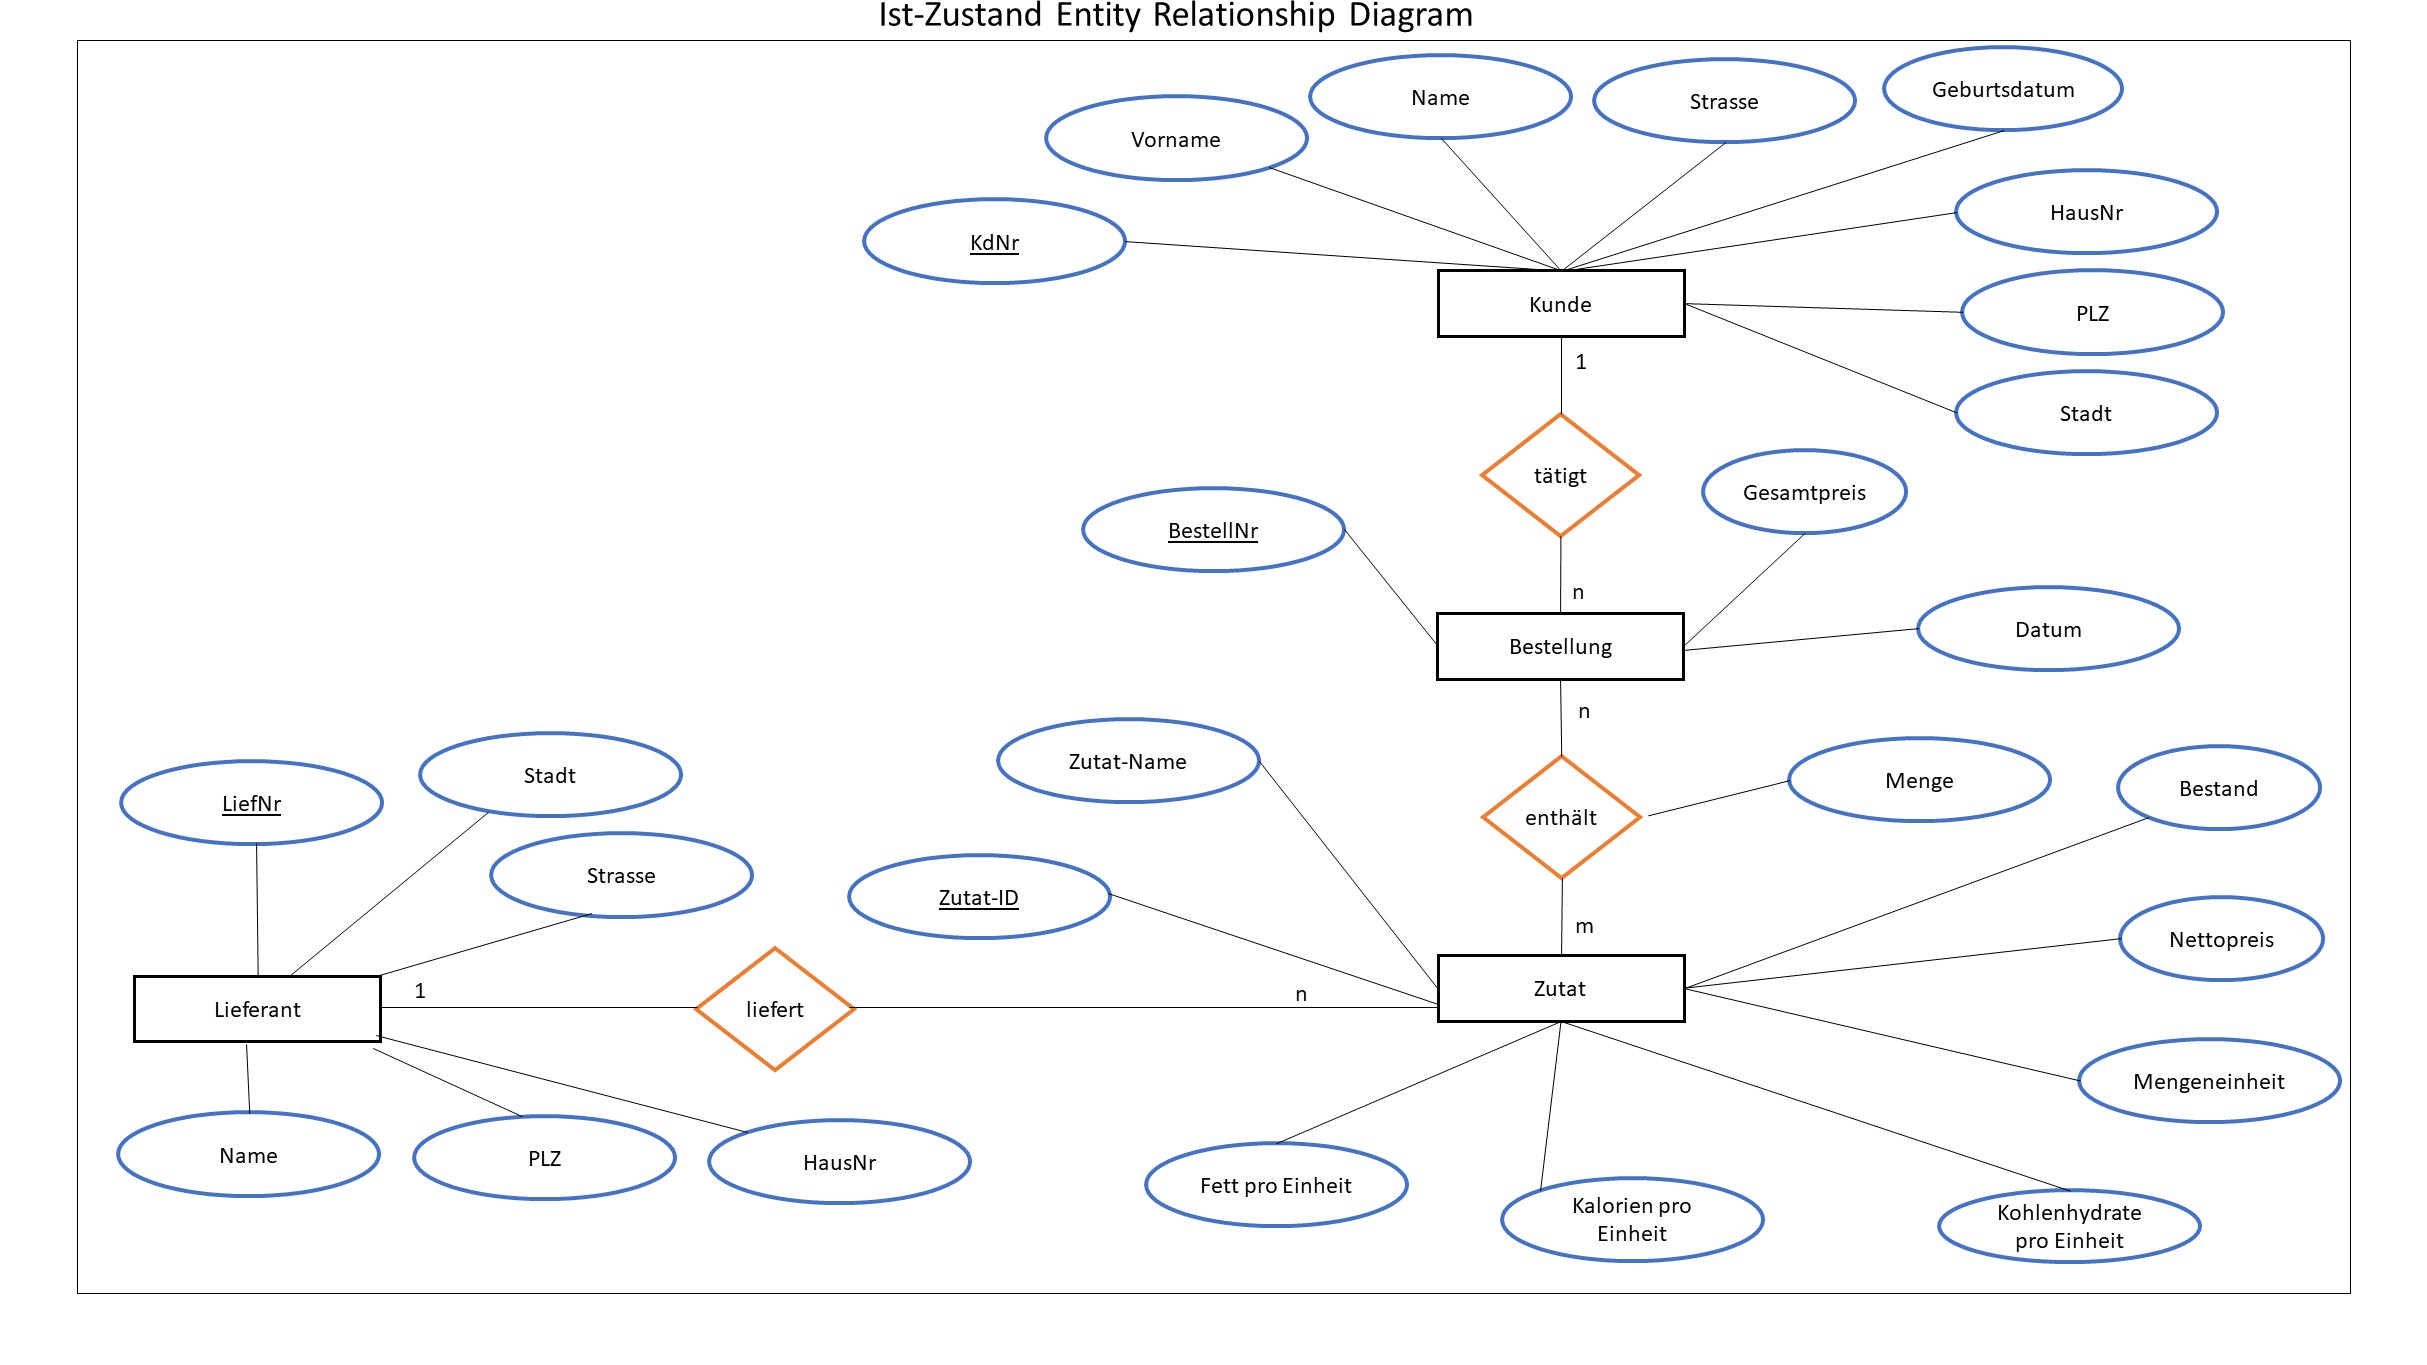 Ist-Zustand Entity Relationship Diagram
Geburtsdatum
Name
Strasse
Vorname
HausNr
KdNr
Kunde
PLZ
1
Stadt
tätigt
Gesamtpreis
BestellNr
n
Datum
Bestellung
n
Zutat-Name
Stadt
Menge
Bestand
LiefNr
enthält
Strasse
Zutat-ID
m
Nettopreis
Zutat
1
n
Lieferant
liefert
Mengeneinheit
Name
PLZ
HausNr
Fett pro Einheit
Kalorien pro
Einheit
Kohlenhydrate
pro Einheit